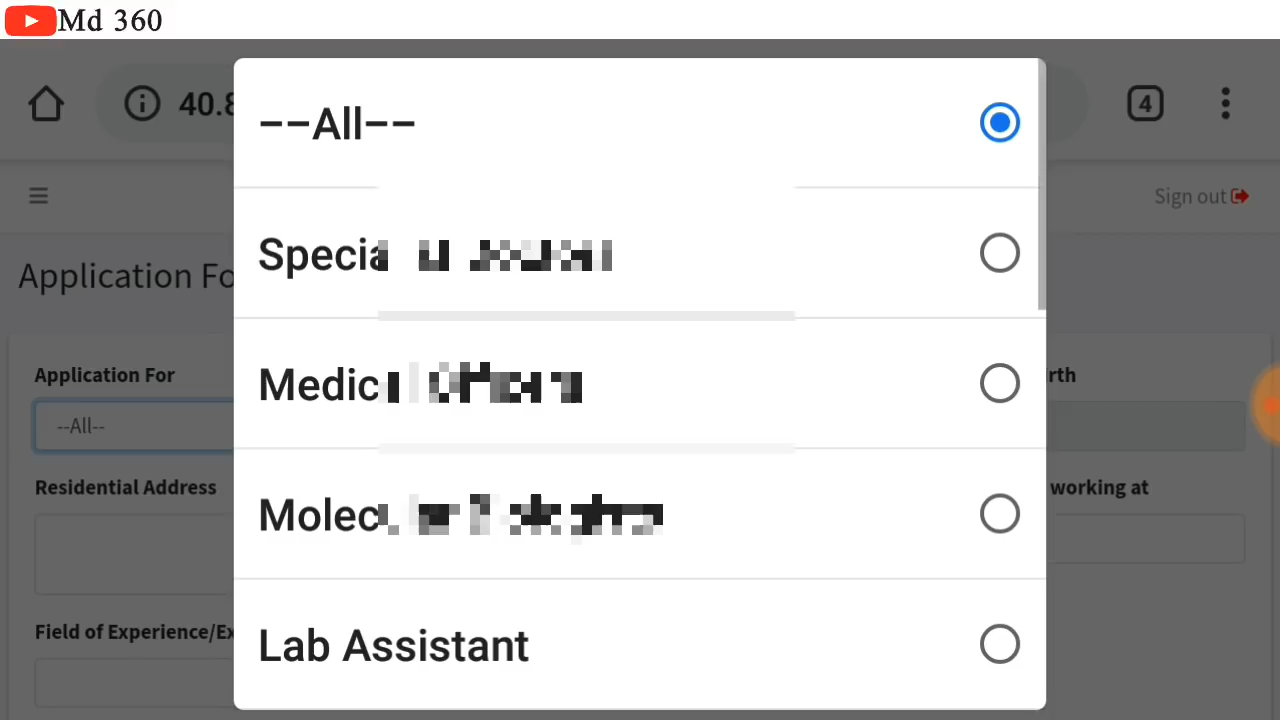 Md 360
40.8
4
Sign out
Application Fo
Application For
--All--
Residential Address
Field of Experience/Ex
rth
working at
--All--
Specia
Medic
Molec
Lab Assistant